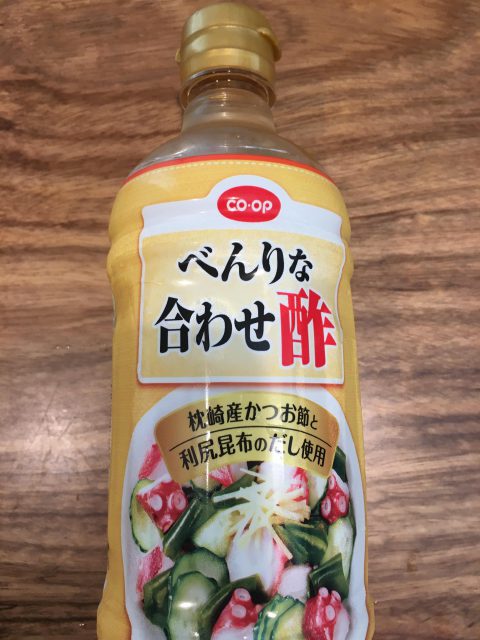 CO·OP
べんりな
合わせ酢
枕崎産かつお節と
利尻昆布のだし使用